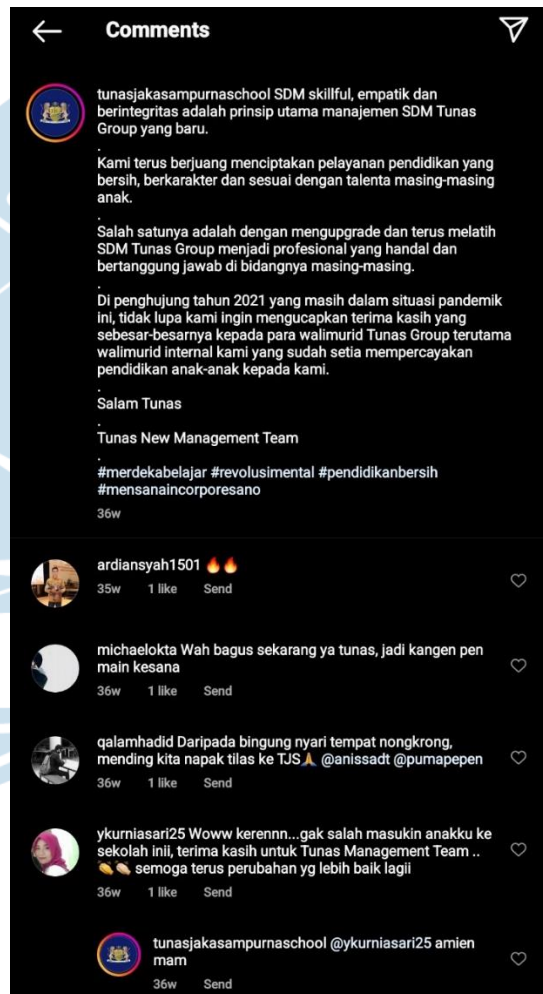 Comments
tunasjakasampurnaschool SDM skillful, empatik dan
berintegritas adalah prinsip utama manajemen SDM Tunas
Group yang baru.
.
Kami terus berjuang menciptakan pelayanan pendidikan yang
bersih, berkarakter dan sesuai dengan talenta masing-masing
anak.
.
Salah satunya adalah dengan mengupgrade dan terus melatih
SDM Tunas Group menjadi profesional yang handal dan
bertanggung jawab di bidangnya masing-masing.
.
Di penghujung tahun 2021 yang masih dalam situasi pandemik
ini, tidak lupa kami ingin mengucapkan terima kasih yang
sebesar-besarnya kepada para walimurid Tunas Group terutama
walimurid internal kami yang sudah setia mempercayakan
pendidikan anak-anak kepada kami.
.
Salam Tunas
.
Tunas New Management Team
.
#merdekabelajar #revolusimental #pendidikanbersih
#mensanaincorporesano
36w
ardiansyah1501 🔥🔥
35w 1 like Send
michaelokta Wah bagus sekarang ya tunas, jadi kangen pen
main kesana
36w 1 like Send
qalamhadid Daripada bingung nyari tempat nongkrong,
mending kita napak tilas ke TJS🙏 @anissadt @pumapepen
36w 1 like Send
ykurniasari25 Woww kerennn...gak salah masukin anakku ke
sekolah inii, terima kasih untuk Tunas Management Team ..
👏👏 semoga terus perubahan yg lebih baik lagii
36w 1 like Send
tunasjakasampurnaschool @ykurniasari25 amien
mam
36w Send